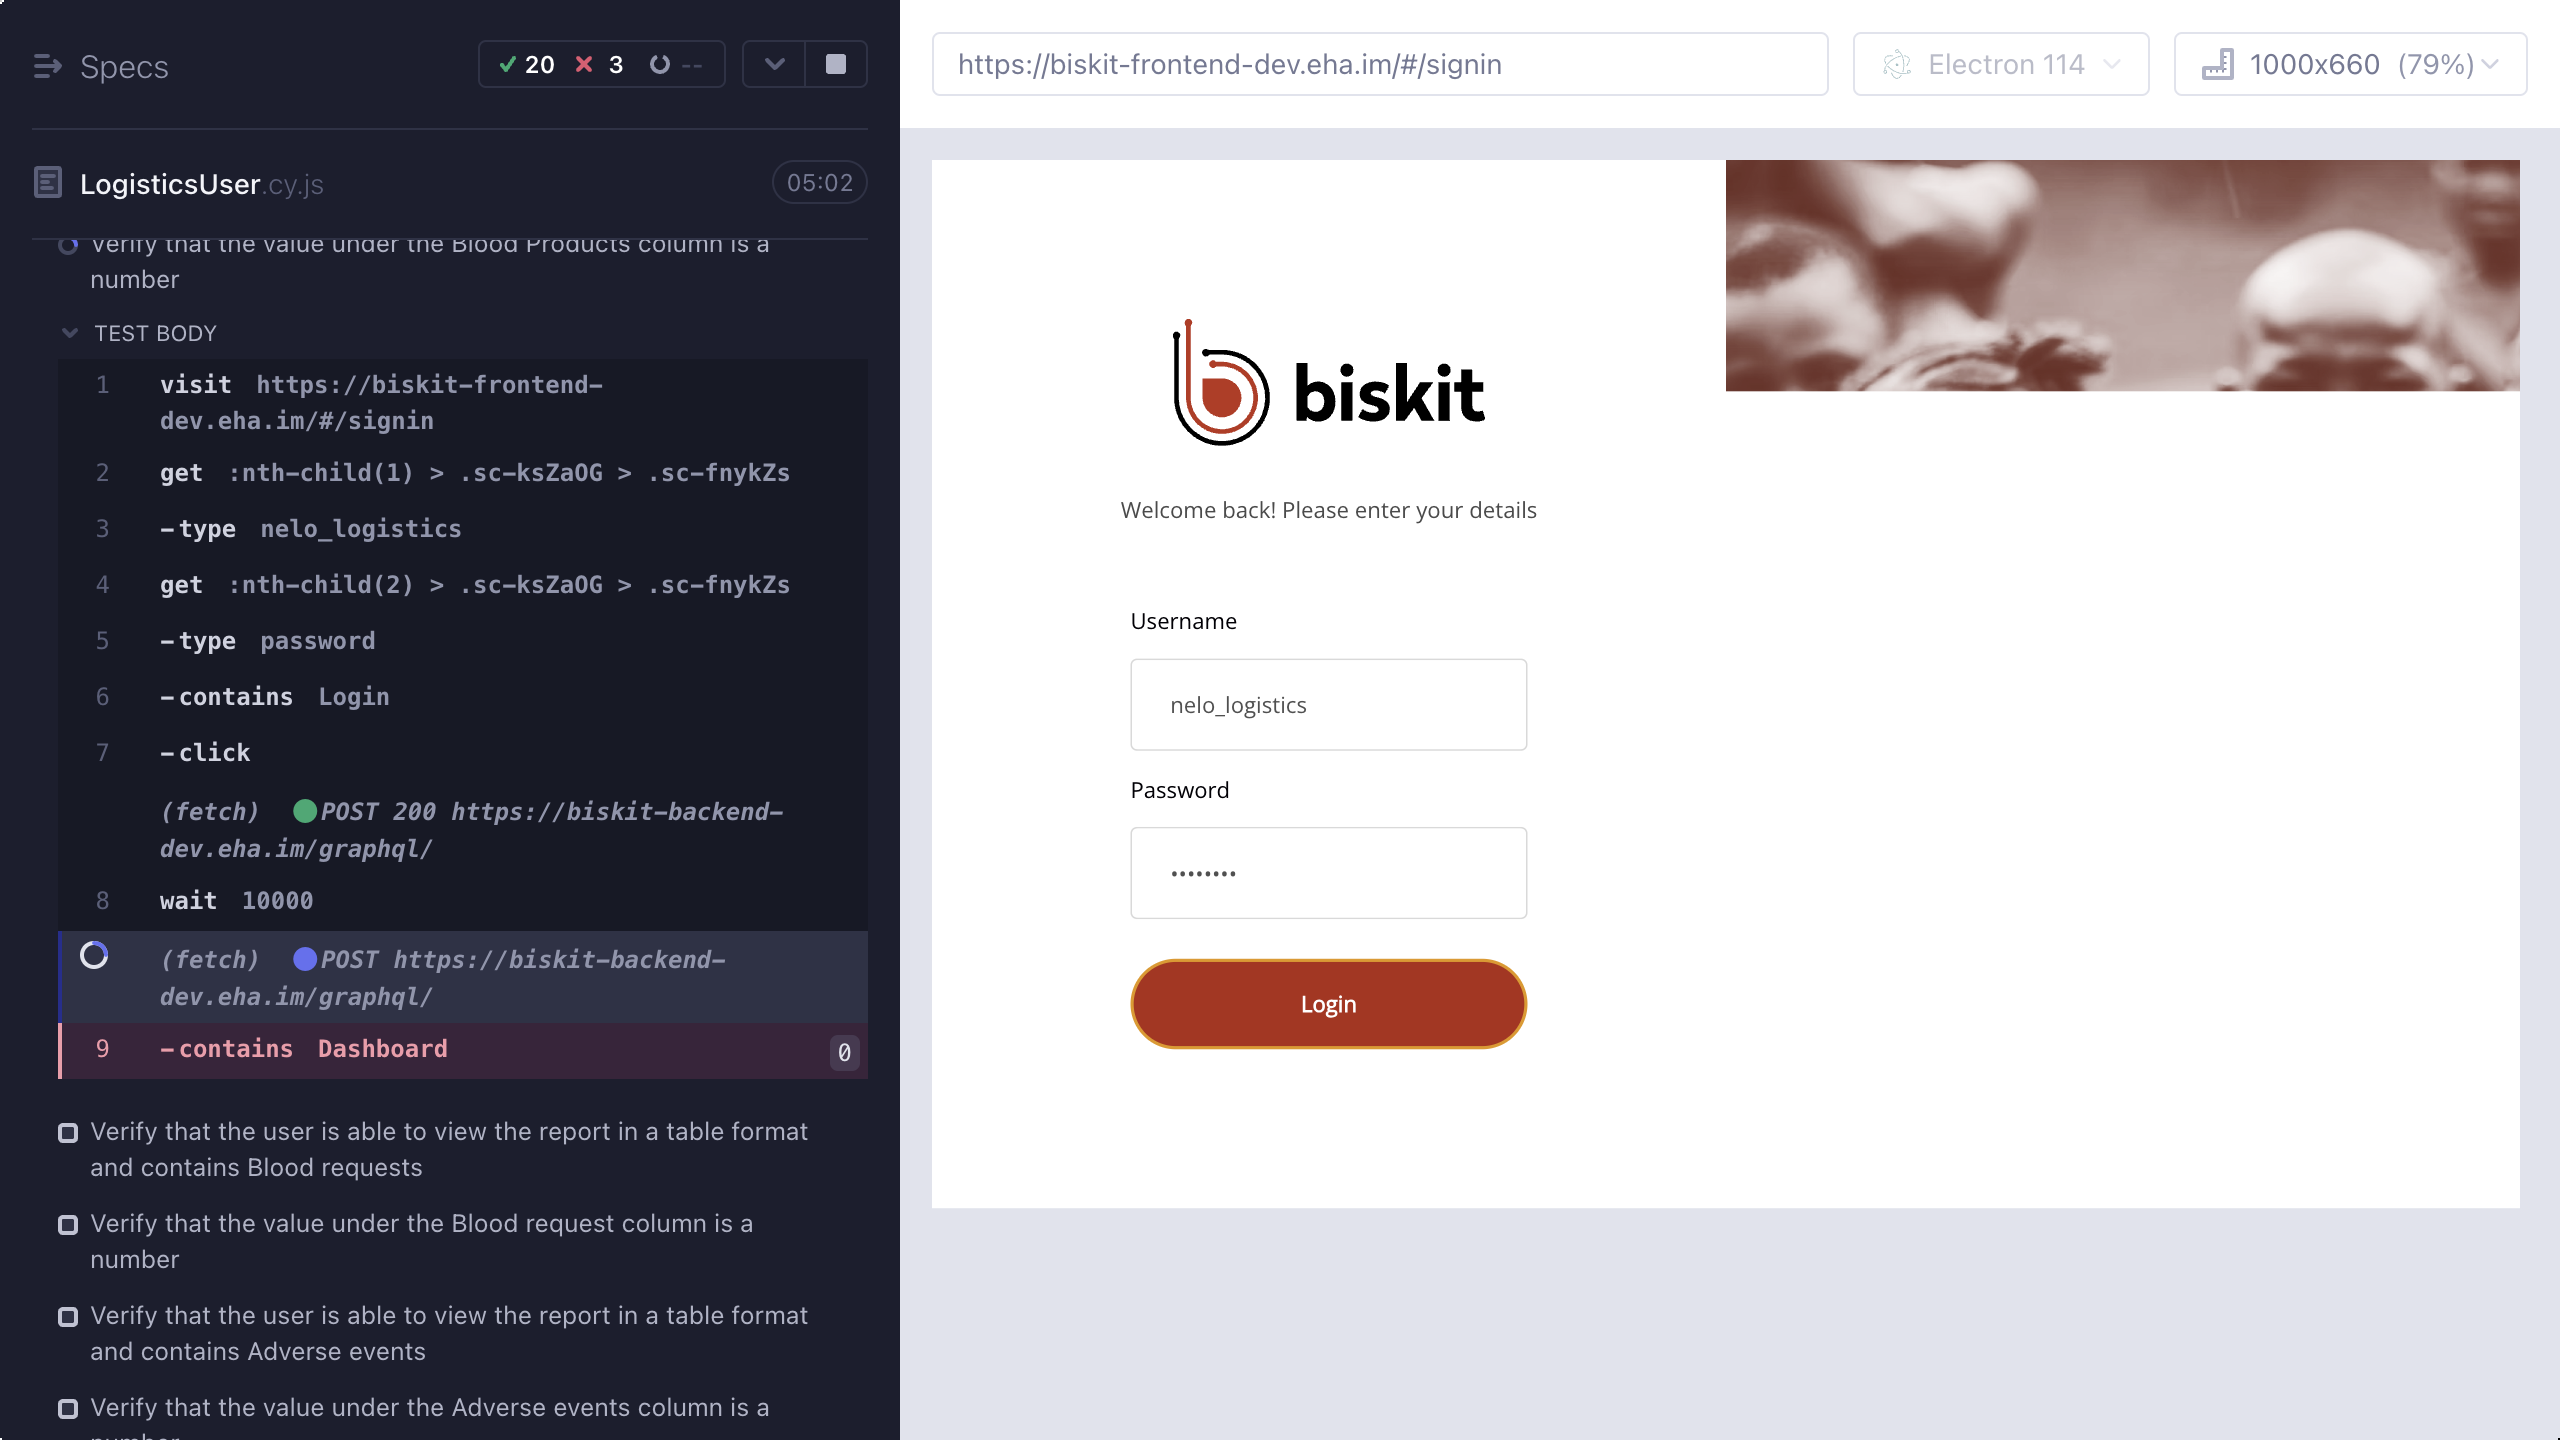 Specs
20 3 --
LogisticsUser.cy.js
05:02
Verify that the value under the Blood Products column is a
number
TEST BODY
1 visit https://biskit-frontend-
dev.eha.im/#/signin
2 get :nth-child(1) > .sc-ksZaOG > .sc-fnykZs
3 -type nelo_logistics
4 get :nth-child(2) > .sc-ksZaOG > .sc-fnykZs
5 -type password
6 -contains Login
7 -click
(fetch) POST 200 https://biskit-backend-
dev.eha.im/graphql/
8 wait 10000
(fetch) POST https://biskit-backend-
dev.eha.im/graphql/
9 -contains Dashboard 0
Verify that the user is able to view the report in a table format
and contains Blood requests
Verify that the value under the Blood request column is a
number
Verify that the user is able to view the report in a table format
and contains Adverse events
Verify that the value under the Adverse events column is a
https://biskit-frontend-dev.eha.im/#/signin
Electron 114
1000x660 (79%)
biskit
Welcome back! Please enter your details
Username
nelo_logistics
Password
••••••••
Login